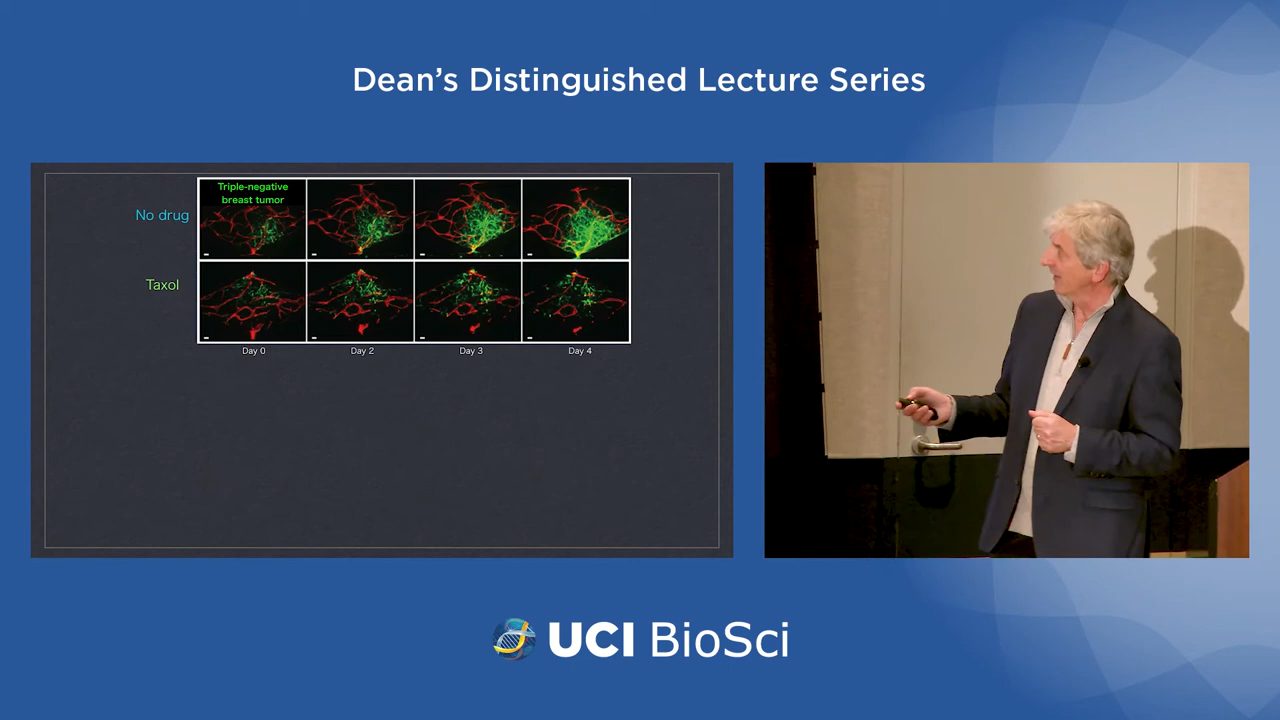 Dean's Distinguished Lecture Series
Triple-negative
breast tumor
No drug
Taxol
Day 0
Day 2
Day 3
Day 4
UCI BioSci